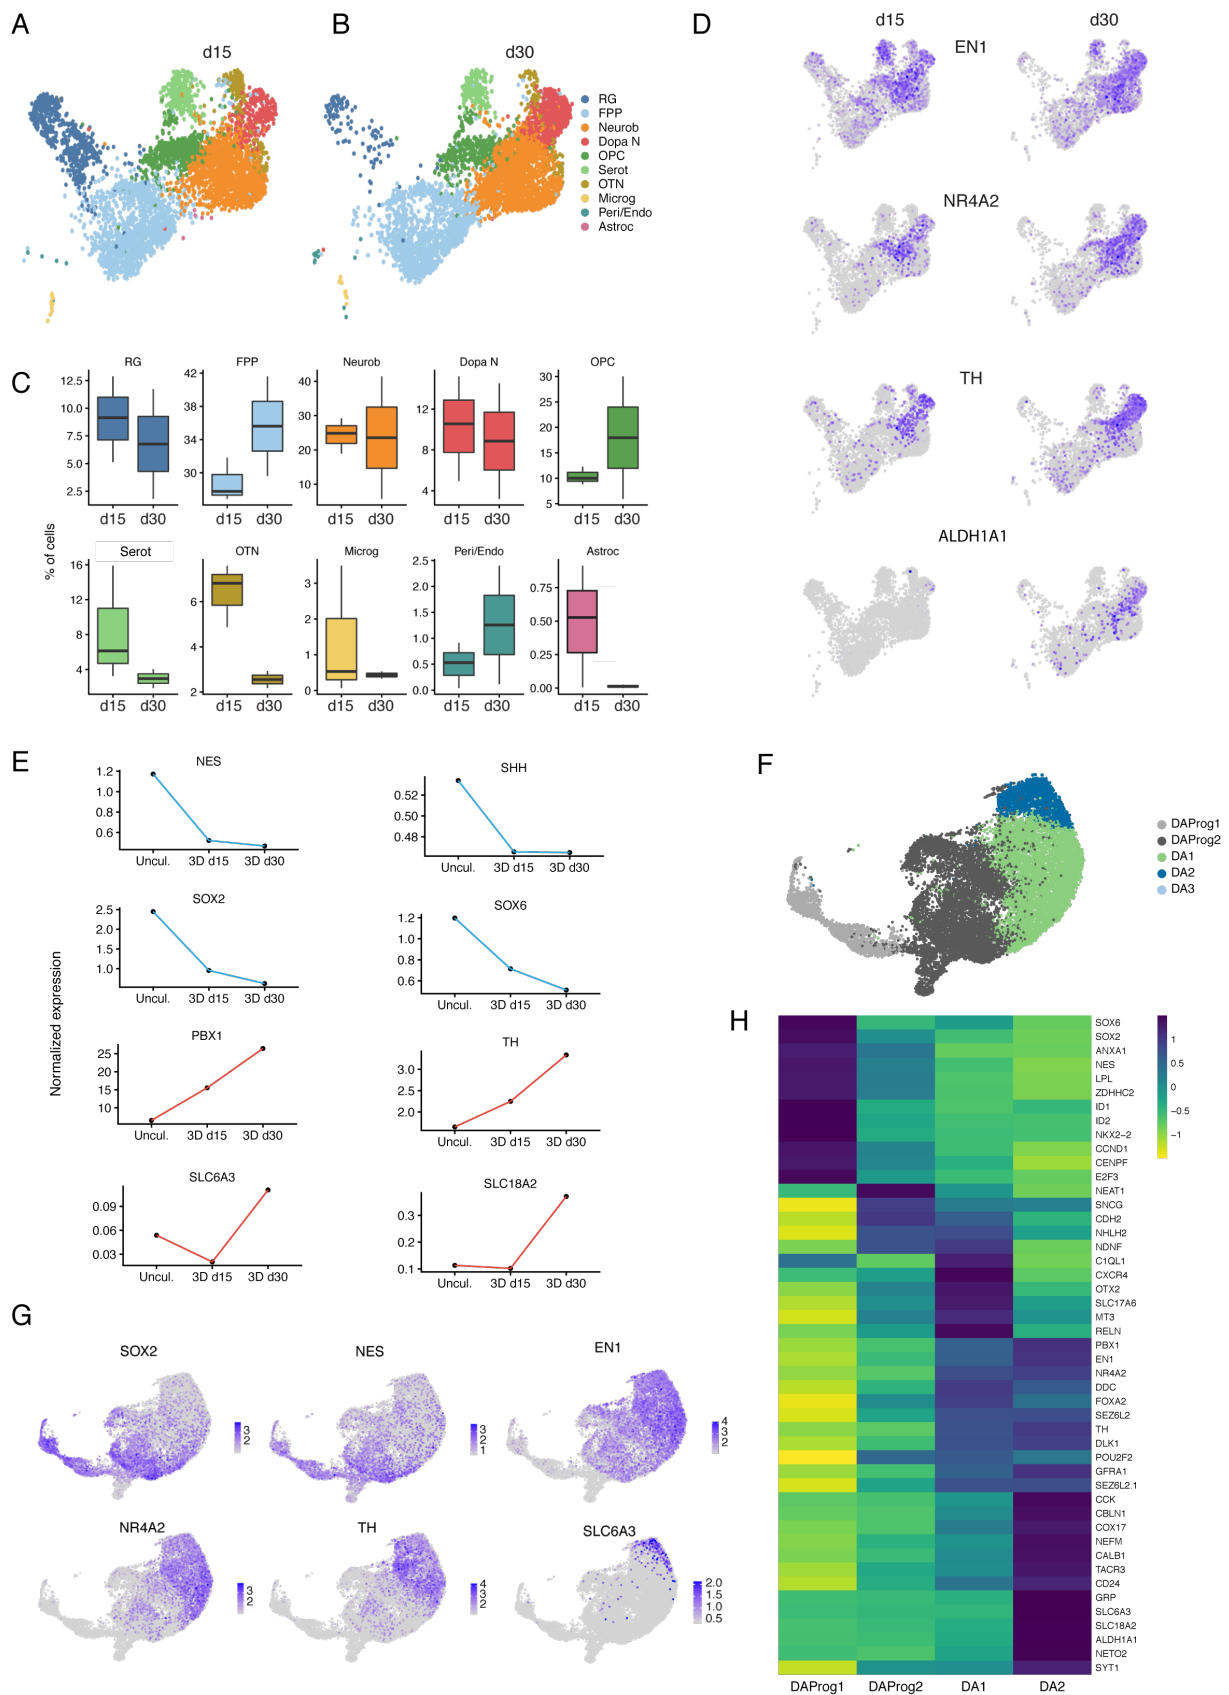 A
B
D
d15
d30
d15
d30
EN1
RG
FPP
Neurob
Dopa N
OPC
Serot
OTN
Microg
Peri/Endo
Astroc
NR4A2
TH
ALDH1A1
C
% of cells
RG
FPP
Neurob
Dopa N
OPC
12.5
10.0
7.5
5.0
2.5
42
38
34
30
40
30
20
10
12
8
4
30
25
20
15
10
5
d15 d30
d15 d30
d15 d30
d15 d30
d15 d30
Serot
OTN
Microg
Peri/Endo
Astroc
16
12
8
4
6
4
2
3
2
1
0
2.5
2.0
1.5
1.0
0.5
0.0
0.75
0.50
0.25
0.00
d15 d30
d15 d30
d15 d30
d15 d30
d15 d30
E
Normalized expression
NES
1.2
1.0
0.8
0.6
Uncul. 3D d15 3D d30
SHH
0.52
0.50
0.48
Uncul. 3D d15 3D d30
SOX2
2.5
2.0
1.5
1.0
Uncul. 3D d15 3D d30
SOX6
1.2
1.0
0.8
0.6
Uncul. 3D d15 3D d30
PBX1
25
20
15
10
Uncul. 3D d15 3D d30
TH
3.0
2.5
2.0
Uncul. 3D d15 3D d30
SLC6A3
0.09
0.06
0.03
Uncul. 3D d15 3D d30
SLC18A2
0.3
0.2
0.1
Uncul. 3D d15 3D d30
F
DAProg1
DAProg2
DA1
DA2
DA3
G
SOX2
3
2
NES
3
2
1
EN1
4
3
2
NR4A2
3
2
TH
4
3
2
SLC6A3
2.0
1.5
1.0
0.5
H
SOX6
SOX2
ANXA1
NES
LPL
ZDHHC2
ID1
ID2
NKX2-2
CCND1
CENPF
E2F3
NEAT1
SNCG
CDH2
NHLH2
NDNF
C1QL1
CXCR4
OTX2
SLC17A6
MT3
RELN
PBX1
EN1
NR4A2
DDC
FOXA2
SEZ6L2
TH
DLK1
POU2F2
GFRA1
SEZ6L2.1
CCK
CBLN1
COX17
NEFM
CALB1
TACR3
CD24
GRP
SLC6A3
SLC18A2
ALDH1A1
NETO2
SYT1
1
0.5
0
−0.5
−1
DAProg1 DAProg2 DA1 DA2